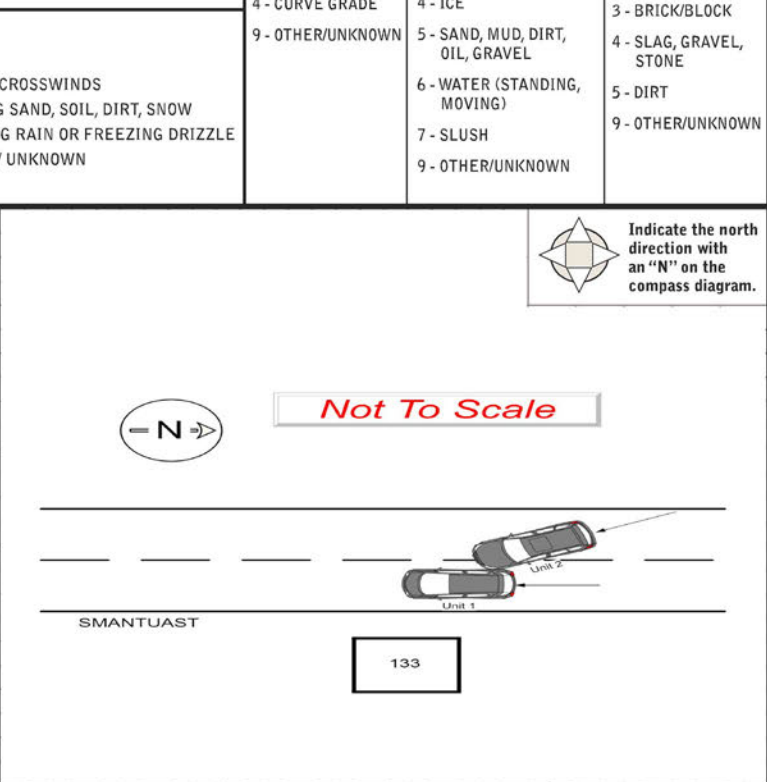 4 - CURVE GRADE
9 - OTHER/UNKNOWN
4 - ICE
5 - SAND, MUD, DIRT,
OIL, GRAVEL
6 - WATER (STANDING,
MOVING)
7 - SLUSH
9 - OTHER/UNKNOWN
3 - BRICK/BLOCK
4 - SLAG, GRAVEL,
STONE
5 - DIRT
9 - OTHER/UNKNOWN
CROSSWINDS
G SAND, SOIL, DIRT, SNOW
G RAIN OR FREEZING DRIZZLE
/ UNKNOWN
Indicate the north
direction with
an “N” on the
compass diagram.
Not To Scale
N
Unit 2
Unit 1
SMANTUAST
133